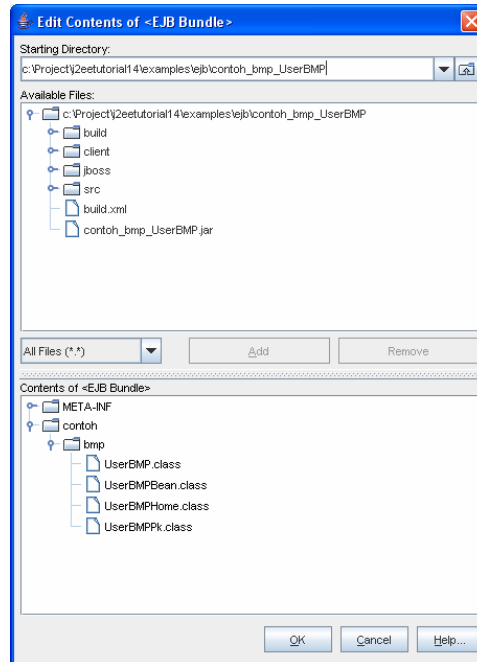 Edit Contents of <EJB Bundle>
Starting Directory:
c:\Project\j2eetutorial14\examples\ejb\contoh_bmp_UserBMP
Available Files:
c:\Project\j2eetutorial14\examples\ejb\contoh_bmp_UserBMP
build
client
jboss
src
build.xml
contoh_bmp_UserBMP.jar
All Files (*.*)
Add
Remove
Contents of <EJB Bundle>
META-INF
contoh
bmp
UserBMP.class
UserBMPBean.class
UserBMPHome.class
UserBMPPk.class
OK
Cancel
Help...